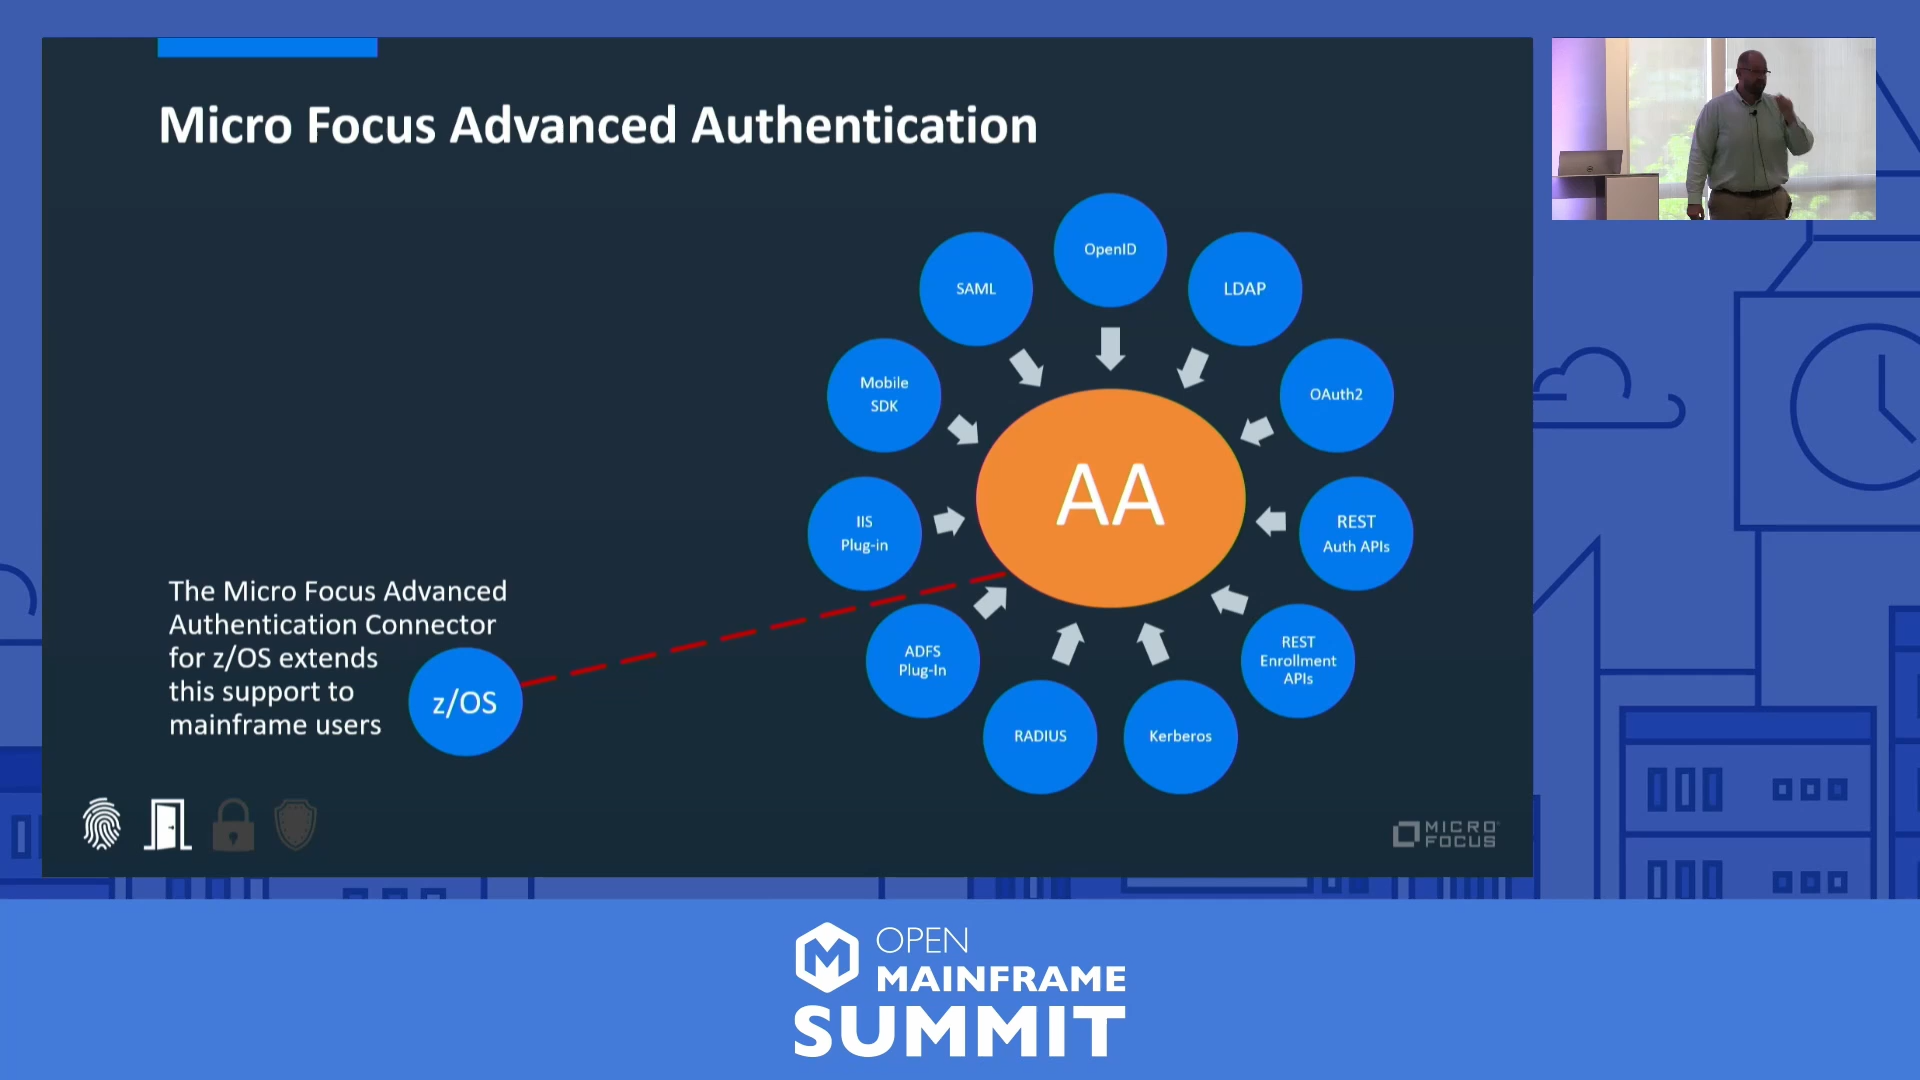 Micro Focus Advanced Authentication
OpenID
SAML
LDAP
Mobile
SDK
OAuth2
AA
IIS
Plug-in
REST
Auth APIs
The Micro Focus Advanced
Authentication Connector
for z/OS extends
this support to
mainframe users
z/OS
ADFS
Plug-In
REST
Enrollment
APIs
RADIUS
Kerberos
MICRO
FOCUS
OPEN
MAINFRAME
SUMMIT